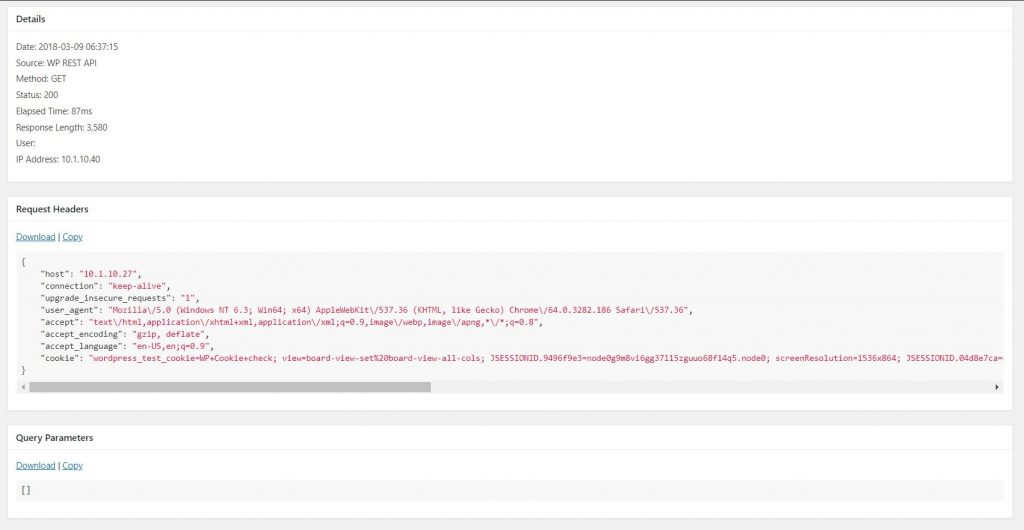 Details
Date: 2018-03-09 06:37:15
Source: WP REST API
Method: GET
Status: 200
Elapsed Time: 87ms
Response Length: 3,580
User:
IP Address: 10.1.10.40
Request Headers
Download | Copy
{
"host": "10.1.10.27",
"connection": "keep-alive",
"upgrade_insecure_requests": "1",
"user_agent": "Mozilla\/5.0 (Windows NT 6.3; Win64; x64) AppleWebKit\/537.36 (KHTML, like Gecko) Chrome\/64.0.3282.186 Safari\/537.36",
"accept": "text\/html,application\/xhtml+xml,application\/xml;q=0.9,image\/webp,image\/apng,*\/*;q=0.8",
"accept_encoding": "gzip, deflate",
"accept_language": "en-US,en;q=0.9",
"cookie": "wordpress_test_cookie=WP+Cookie+check; view=board-view-set%20board-view-all-cols; JSESSIONID.9496f9e3=node0g9m8vi6gg37l15zguuo68f14q5.node0; screenResolution=1536x864; JSESSIONID.04d8e7ca=
}
Query Parameters
Download | Copy
[]